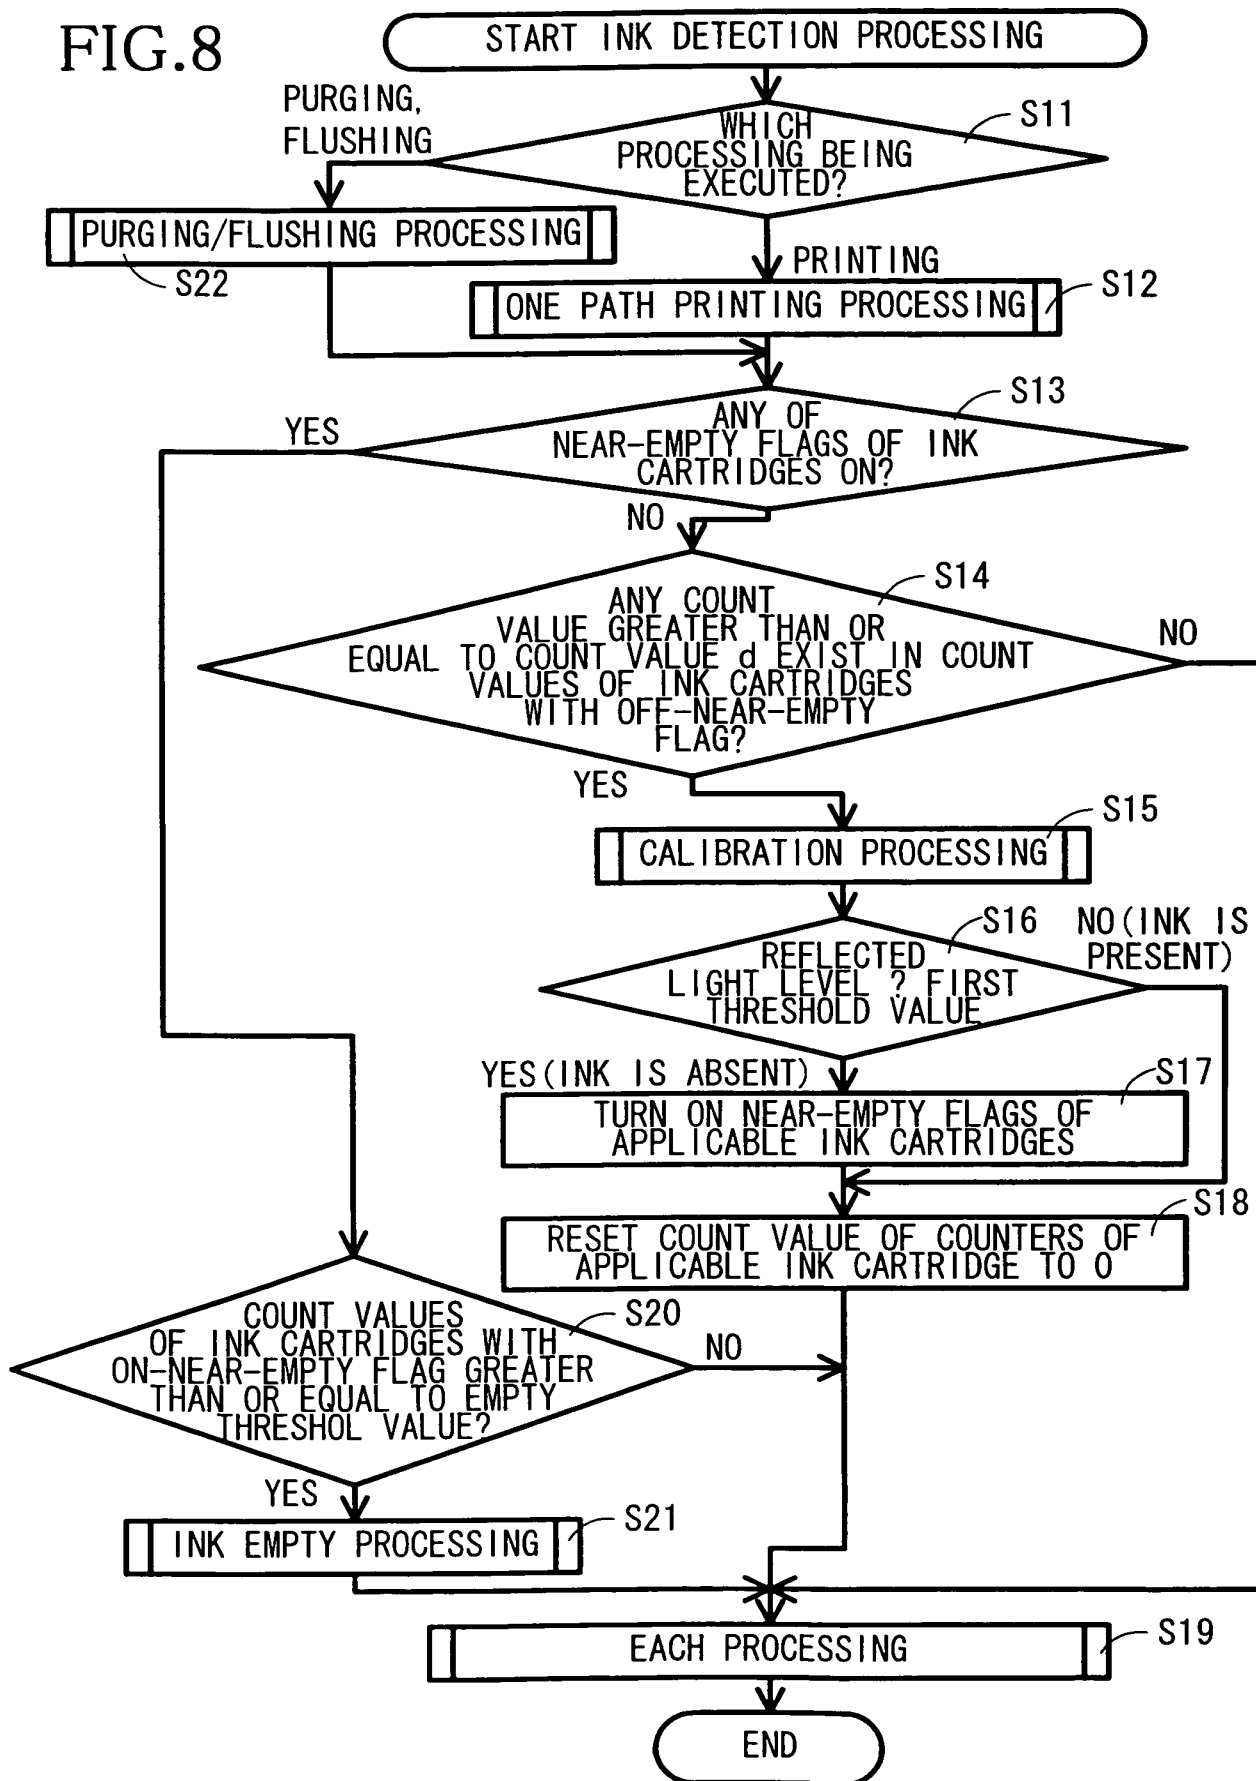 FIG.8
START INK DETECTION PROCESSING
PURGING,
FLUSHING
WHICH
PROCESSING BEING
EXECUTED?
S11
PURGING/FLUSHING PROCESSING
S22
PRINTING
ONE PATH PRINTING PROCESSING
S12
YES
ANY OF
NEAR-EMPTY FLAGS OF INK
CARTRIDGES ON?
S13
NO
S14
ANY COUNT
VALUE GREATER THAN OR
EQUAL TO COUNT VALUE d EXIST IN COUNT
VALUES OF INK CARTRIDGES
WITH OFF-NEAR-EMPTY
FLAG?
NO
YES
S15
CALIBRATION PROCESSING
S16
REFLECTED
LIGHT LEVEL ? FIRST
THRESHOLD VALUE
NO(INK IS
PRESENT)
YES(INK IS ABSENT)
S17
TURN ON NEAR-EMPTY FLAGS OF
APPLICABLE INK CARTRIDGES
S18
RESET COUNT VALUE OF COUNTERS OF
APPLICABLE INK CARTRIDGE TO 0
COUNT VALUES
OF INK CARTRIDGES WITH
ON-NEAR-EMPTY FLAG GREATER
THAN OR EQUAL TO EMPTY
THRESHOL VALUE?
S20
NO
YES
INK EMPTY PROCESSING
S21
EACH PROCESSING
S19
END